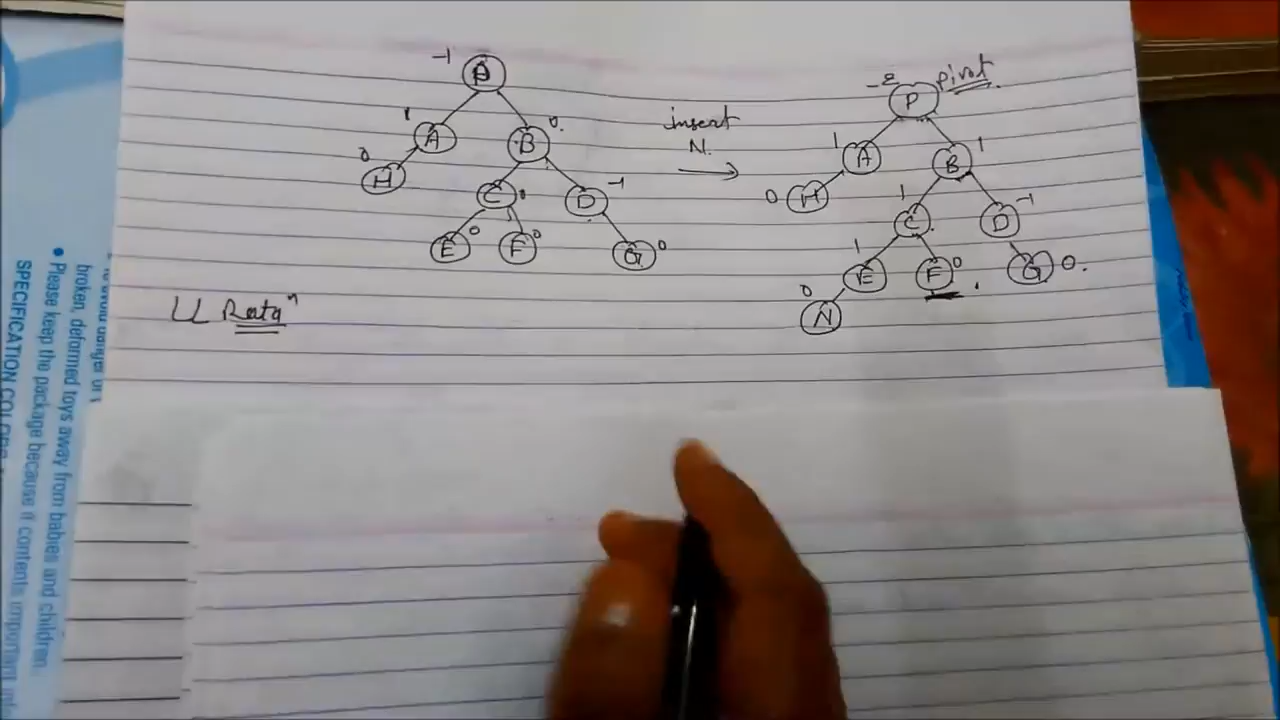 -1 P
1 A B 0.
0 H C 0 D -1
E 0 F 0 G 0
insert
N.
-2 P pivot.
1 A B 1
0 H 1 C D -1
1 E F 0 G 0.
0 N
LL Rotaⁿ
broken, deformed toys away from babies and children.
• Please keep the package because it contents important
SPECIFICATION